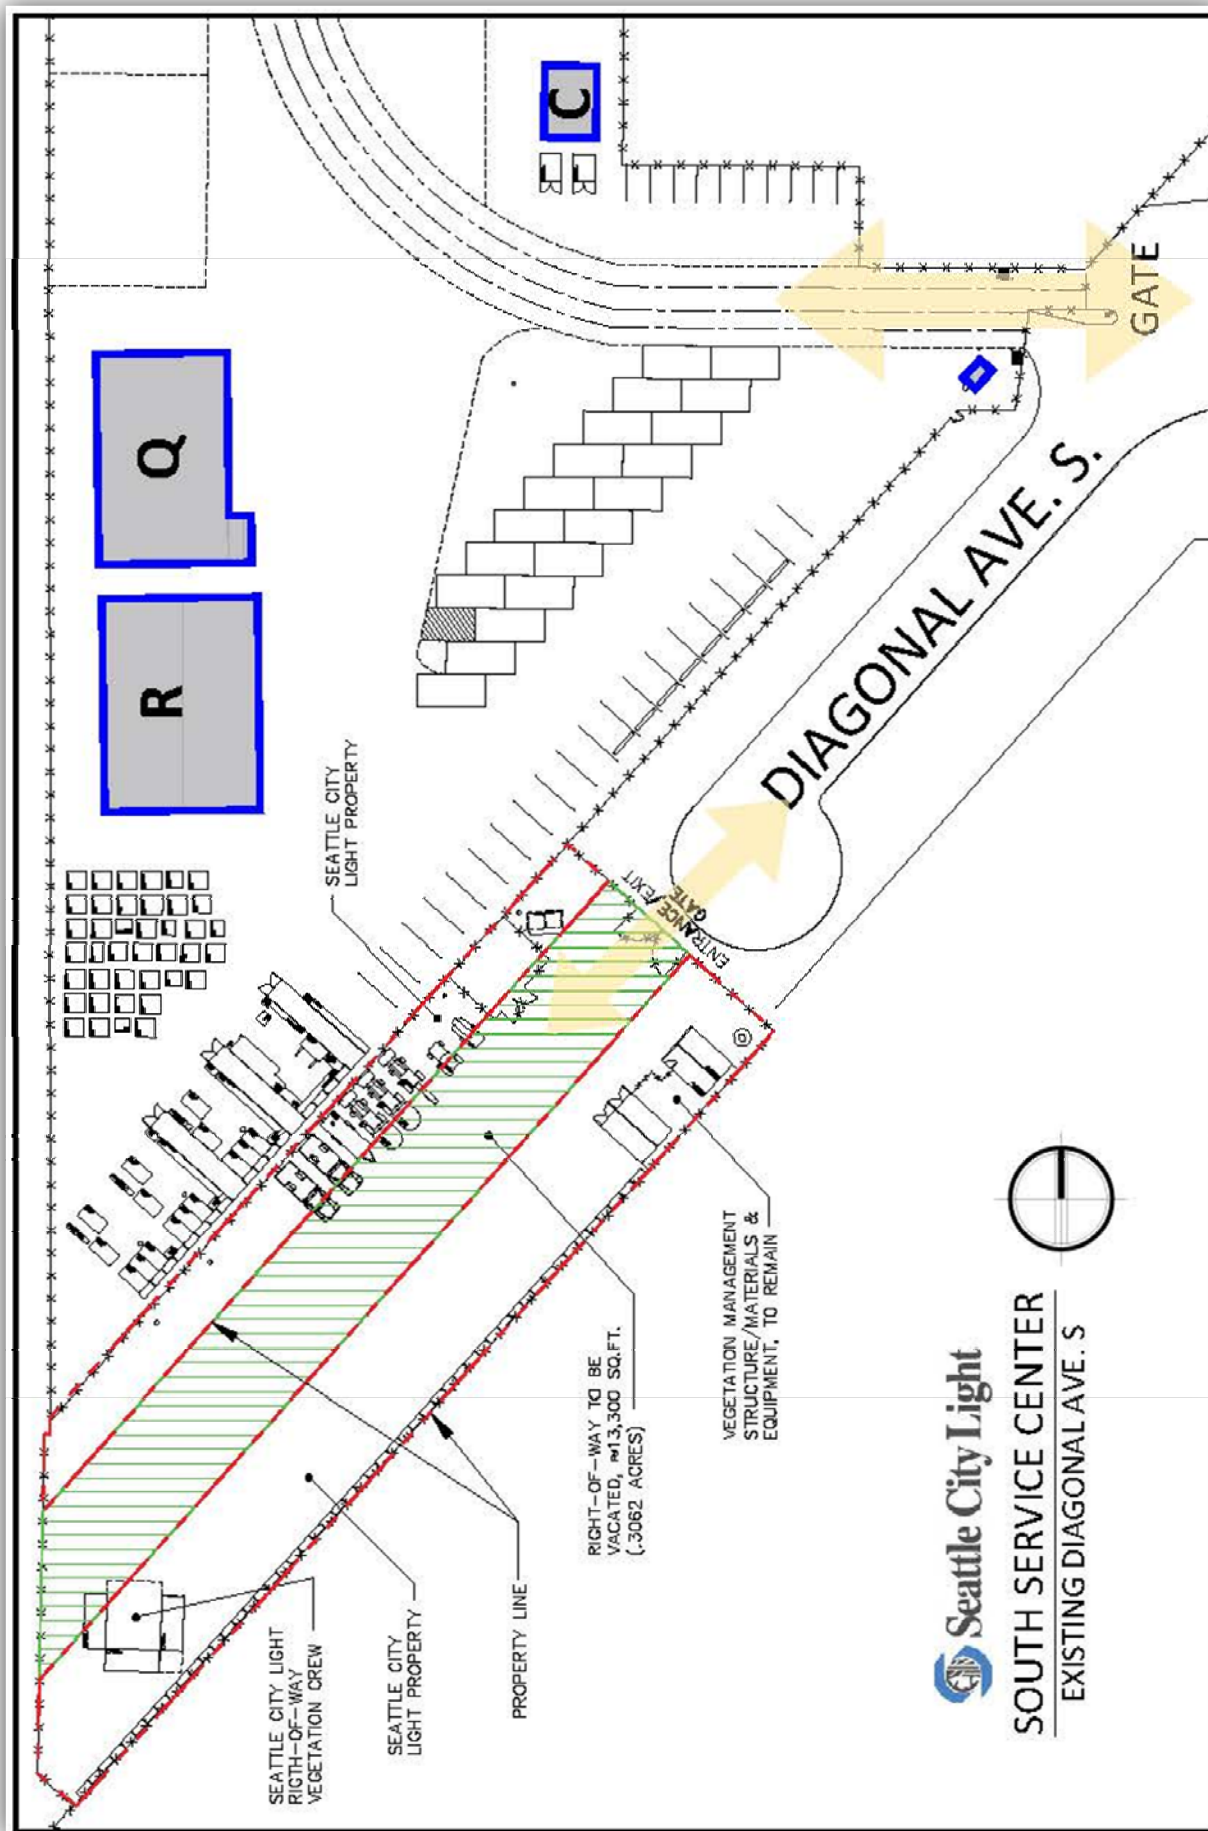 C
Q
R
GATE
DIAGONAL AVE. S.
SEATTLE CITY
LIGHT PROPERTY
ENTRANCE/EXIT
GATE
VEGETATION MANAGEMENT
STRUCTURE/MATERIALS &
EQUIPMENT, TO REMAIN
RIGHT-OF-WAY TO BE
VACATED, ≈13,300 SQ.FT.
(.3062 ACRES)
PROPERTY LINE
SEATTLE CITY
LIGHT PROPERTY
SEATTLE CITY LIGHT
RIGTH-OF-WAY
VEGETATION CREW
Seattle City Light
SOUTH SERVICE CENTER
EXISTING DIAGONAL AVE. S